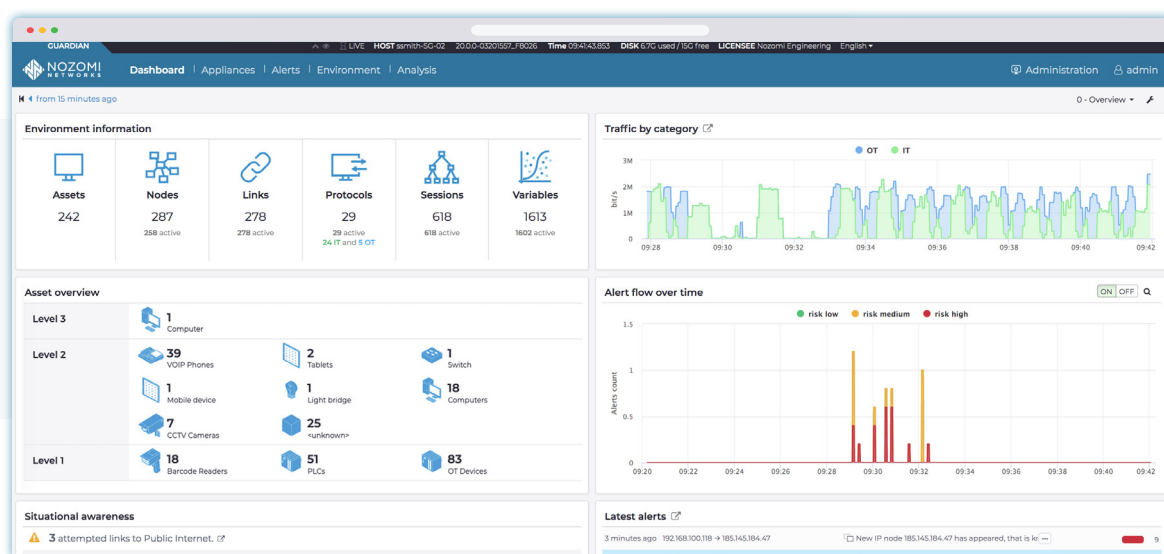 GUARDIAN
LIVE HOST ssmith-SG-02 20.0.0-03201557_FB026 Time 09:41:43.853 DISK 6.7G used / 15G free LICENSEE Nozomi Engineering English
NOZOMI
NETWORKS
Dashboard Appliances Alerts Environment Analysis Administration admin
from 15 minutes ago
0 - Overview
Environment information
Assets Nodes Links Protocols Sessions Variables
242 287 278 29 618 1613
258 active 278 active 29 active 618 active 1602 active
24 IT and 5 OT
Traffic by category
OT IT
bit/s
3M
2M
1M
0
09:28 09:30 09:32 09:34 09:36 09:38 09:40 09:42
Asset overview
Level 3
1
Computer
Level 2
39 2 1
VOIP Phones Tablets Switch
1 1 18
Mobile device Light bridge Computers
7 25
CCTV Cameras <unknown>
Level 1
18 51 83
Barcode Readers PLCs OT Devices
Alert flow over time
ON OFF
risk low risk medium risk high
Alerts count
1.5
1
0.5
0
09:20 09:22 09:24 09:26 09:28 09:30 09:32 09:34 09:36 09:38 09:40 09:42
Situational awareness
3 attempted links to Public Internet.
Latest alerts
3 minutes ago 192.168.100.118 → 185.145.184.47 New IP node 185.145.184.47 has appeared, that is ... 9